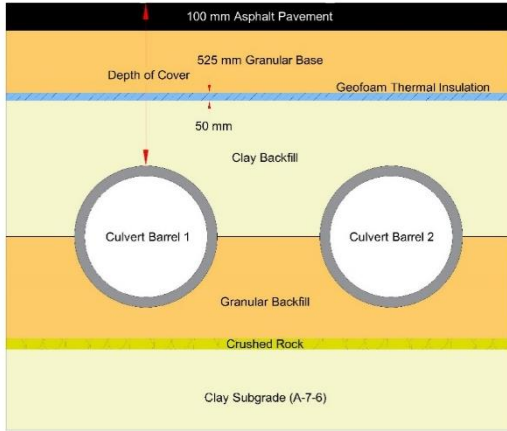 100 mm Asphalt Pavement
525 mm Granular Base
Depth of Cover
Geofoam Thermal Insulation
50 mm
Clay Backfill
Culvert Barrel 1
Culvert Barrel 2
Granular Backfill
Crushed Rock
Clay Subgrade (A-7-6)